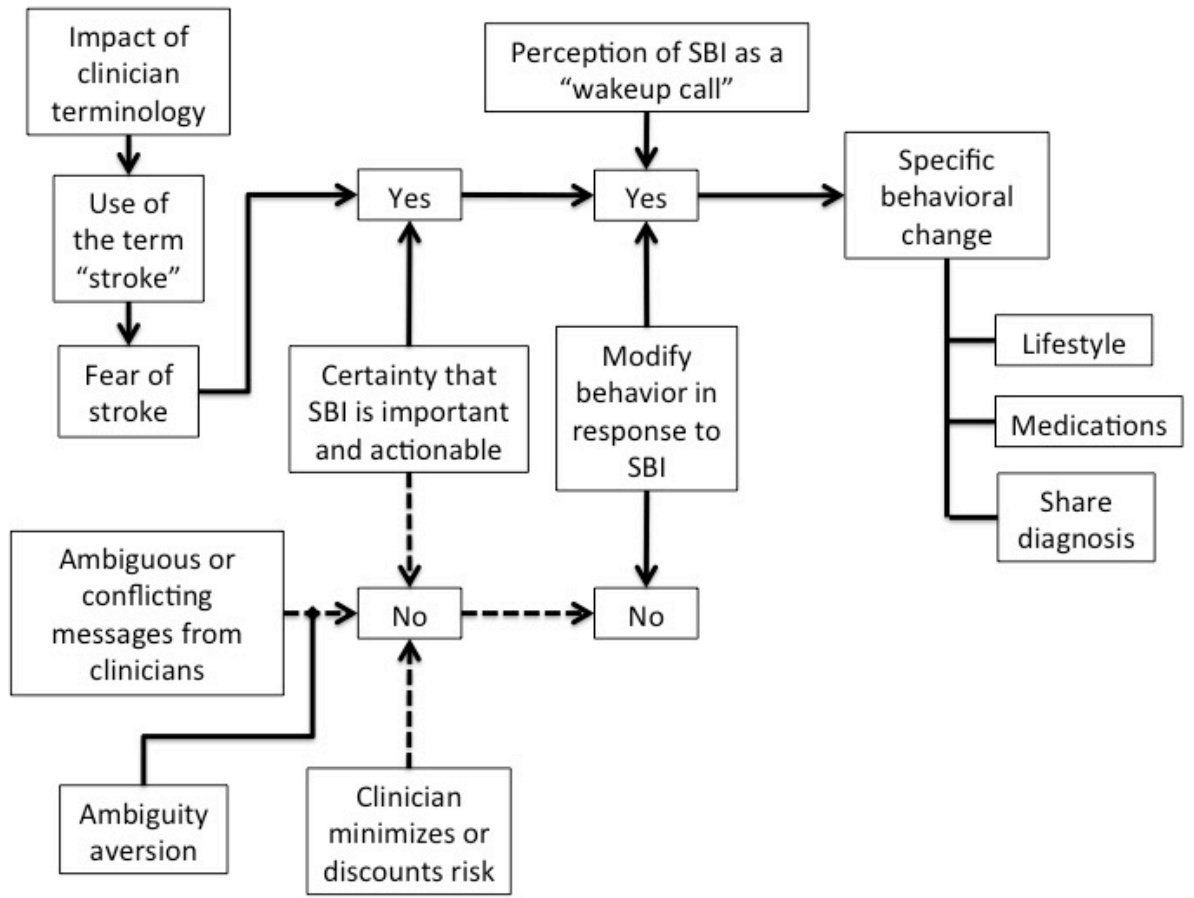 Impact of
clinician
terminology
Use of
the term
“stroke”
Fear of
stroke
Yes
Certainty that
SBI is important
and actionable
Perception of SBI as a
“wakeup call”
Yes
Modify
behavior in
response to
SBI
Specific
behavioral
change
Lifestyle
Medications
Share
diagnosis
Ambiguous or
conflicting
messages from
clinicians
No
No
Ambiguity
aversion
Clinician
minimizes or
discounts risk